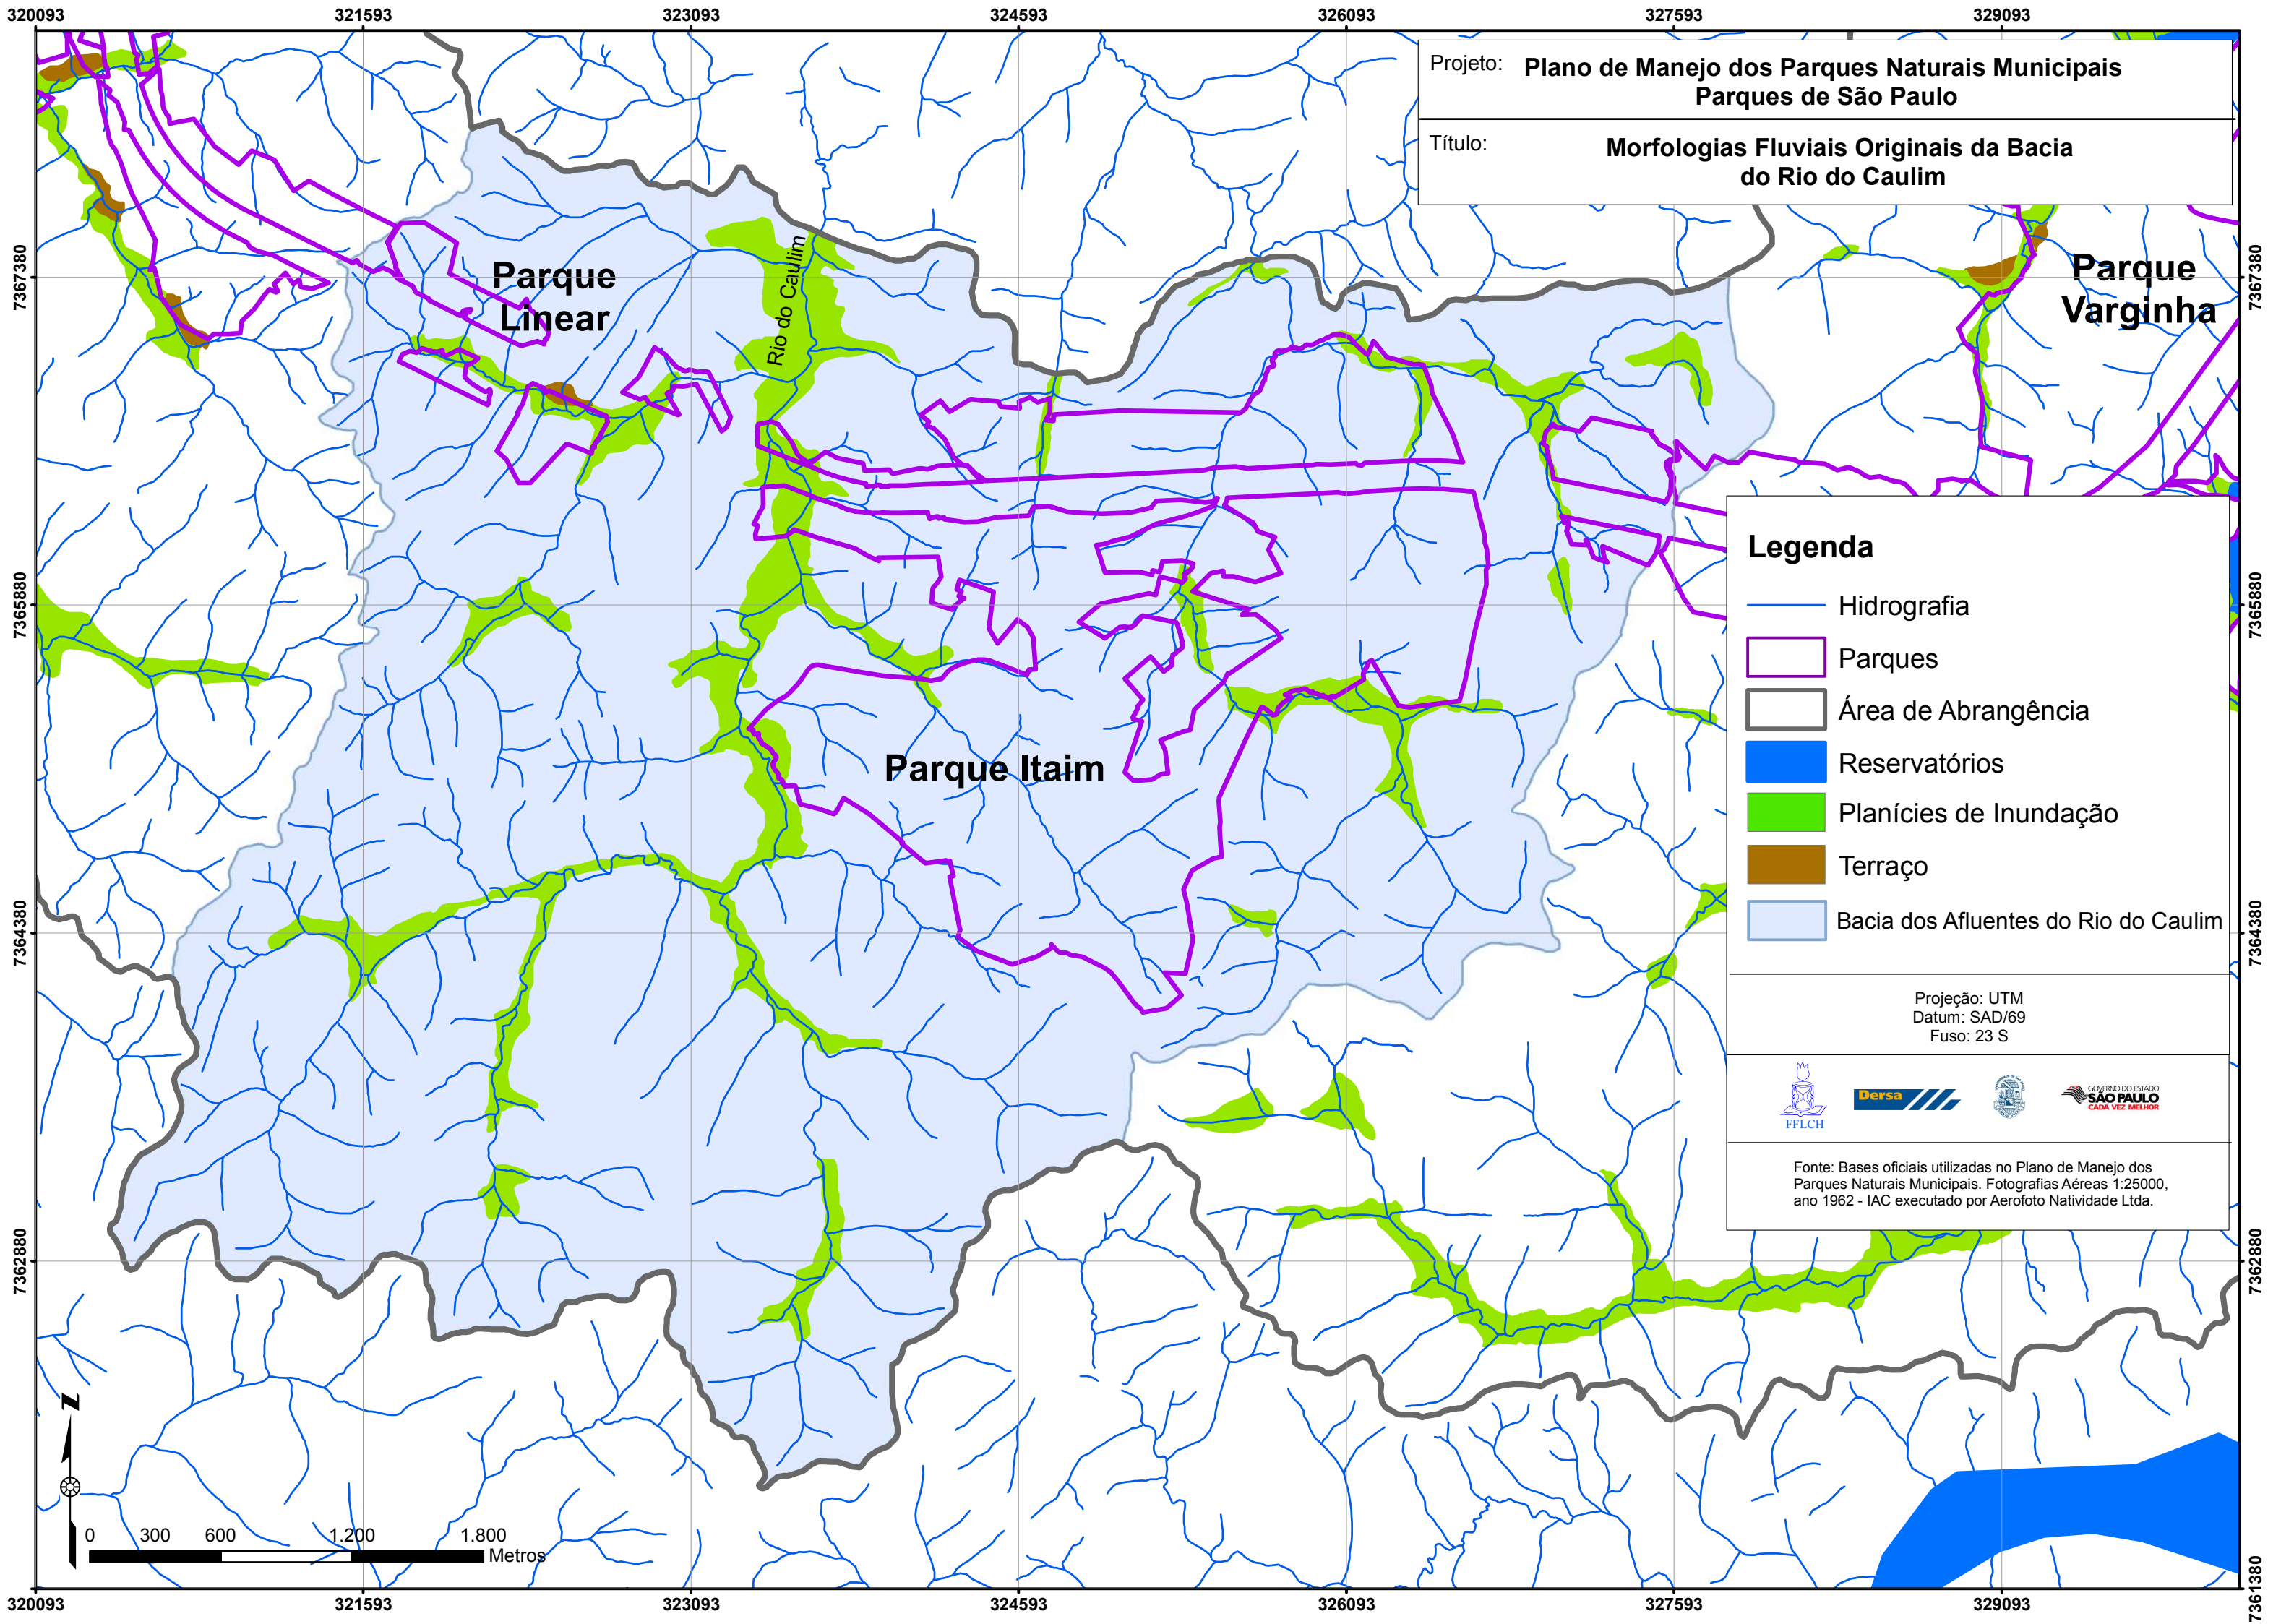 320093 321593 323093 324593 326093 327593 329093
Projeto: Plano de Manejo dos Parques Naturais Municipais
Parques de São Paulo
Título: Morfologias Fluviais Originais da Bacia
do Rio do Caulim
7367380
7367380
Parque
Linear
Rio do Caulim
Parque
Varginha
7365880
7365880
Parque Itaim
Legenda
Hidrografia
Parques
Área de Abrangência
Reservatórios
Planícies de Inundação
Terraço
Bacia dos Afluentes do Rio do Caulim
7364380
7364380
Projeção: UTM
Datum: SAD/69
Fuso: 23 S
FFLCH
Dersa
GOVERNO DO ESTADO
SÃO PAULO
CADA VEZ MELHOR
Fonte: Bases oficiais utilizadas no Plano de Manejo dos
Parques Naturais Municipais. Fotografias Aéreas 1:25000,
ano 1962 - IAC executado por Aerofoto Natividade Ltda.
7362880
7362880
N
0 300 600 1.200 1.800
Metros
7361380
320093 321593 323093 324593 326093 327593 329093